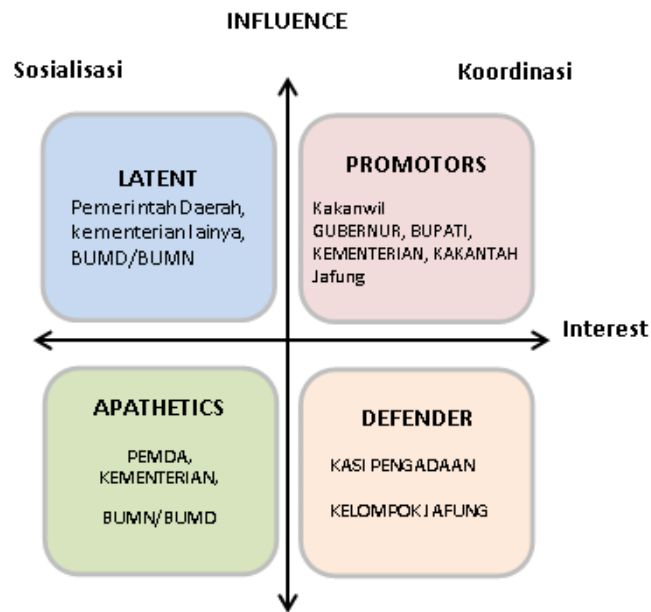 INFLUENCE
Sosialisasi
Koordinasi
LATENT
Pemerintah Daerah,
kementerian lainya,
BUMD/BUMN
PROMOTORS
Kakanwil
GUBERNUR, BUPATI,
KEMENTERIAN, KAKANTAH
Jafung
Interest
APATHETICS
PEMDA,
KEMENTERIAN,
BUMN/BUMD
DEFENDER
KASI PENGADAAN
KELOMPOK JAFUNG